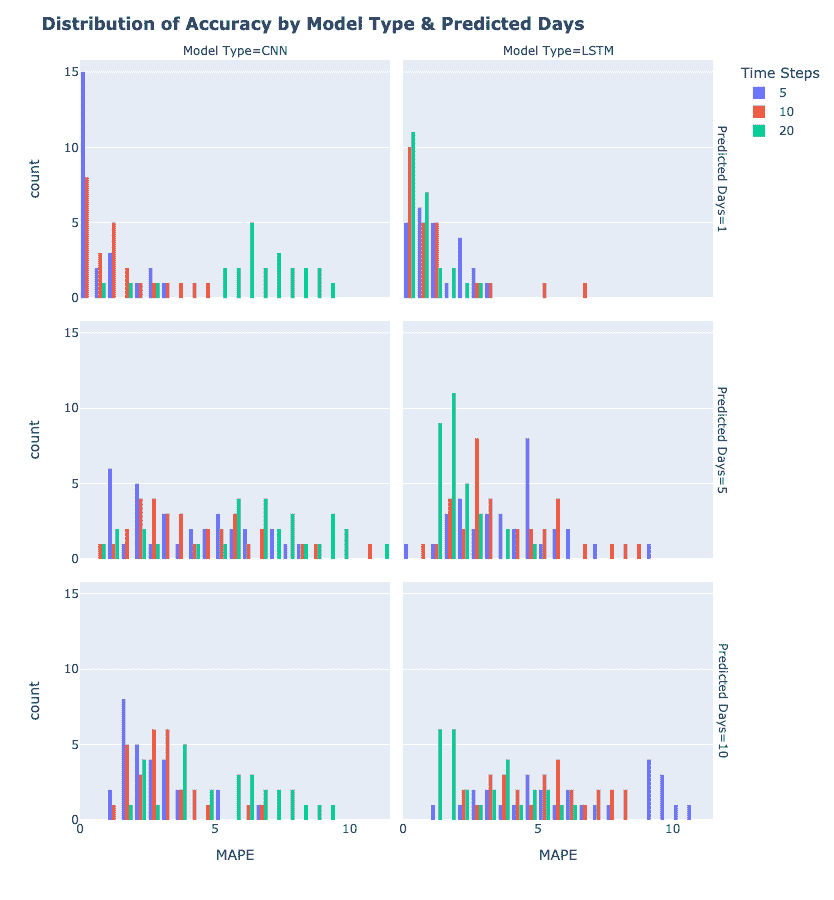 Distribution of Accuracy by Model Type & Predicted Days
Model Type=CNN
Model Type=LSTM
Time Steps
5
10
20
15
10
5
0
count
Predicted Days=1
15
10
5
0
count
Predicted Days=5
15
10
5
0
count
Predicted Days=10
0
5
10
0
5
10
MAPE
MAPE